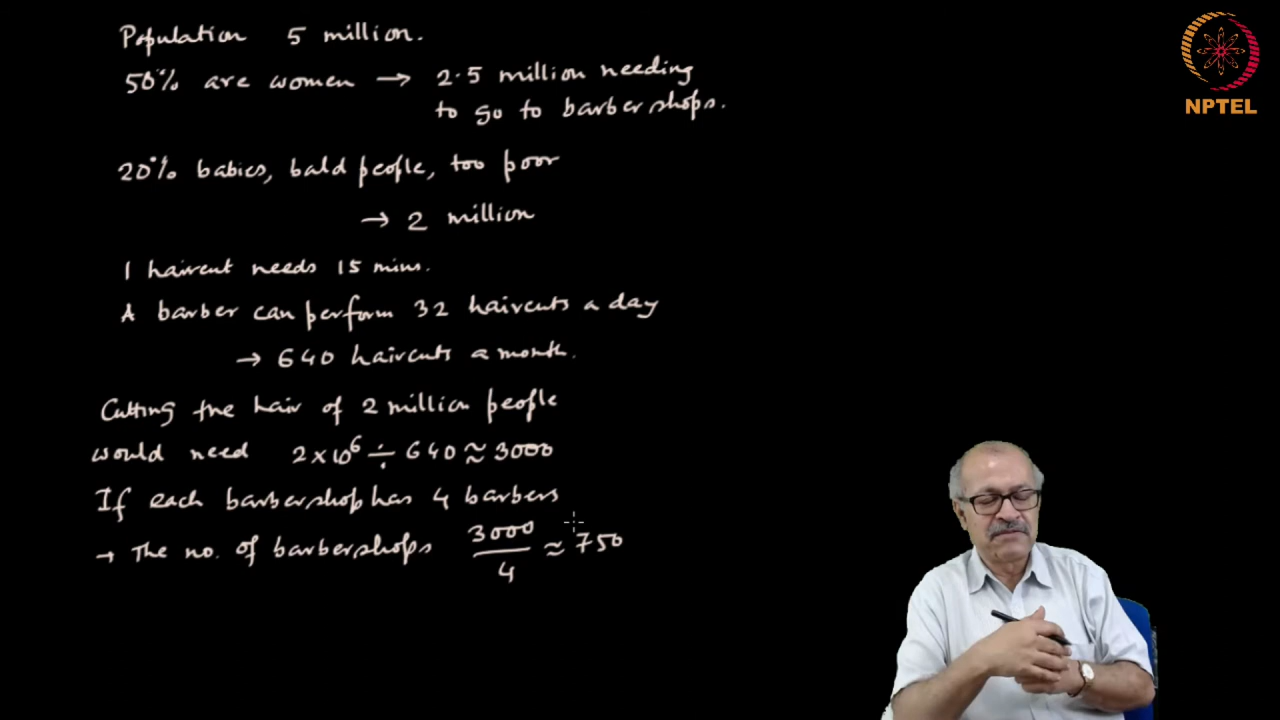 Population 5 million.
50% are women → 2.5 million needing
to go to barbershops.
20% babies, bald people, too poor
→ 2 million
1 haircut needs 15 mins.
A barber can perform 32 haircuts a day
→ 640 haircuts a month.
Cutting the hair of 2 million people
would need 2×10⁶ ÷ 640 ≈ 3000
If each barbershop has 4 barbers
→ The no. of barbershops 3000/4 ≈ 750
NPTEL